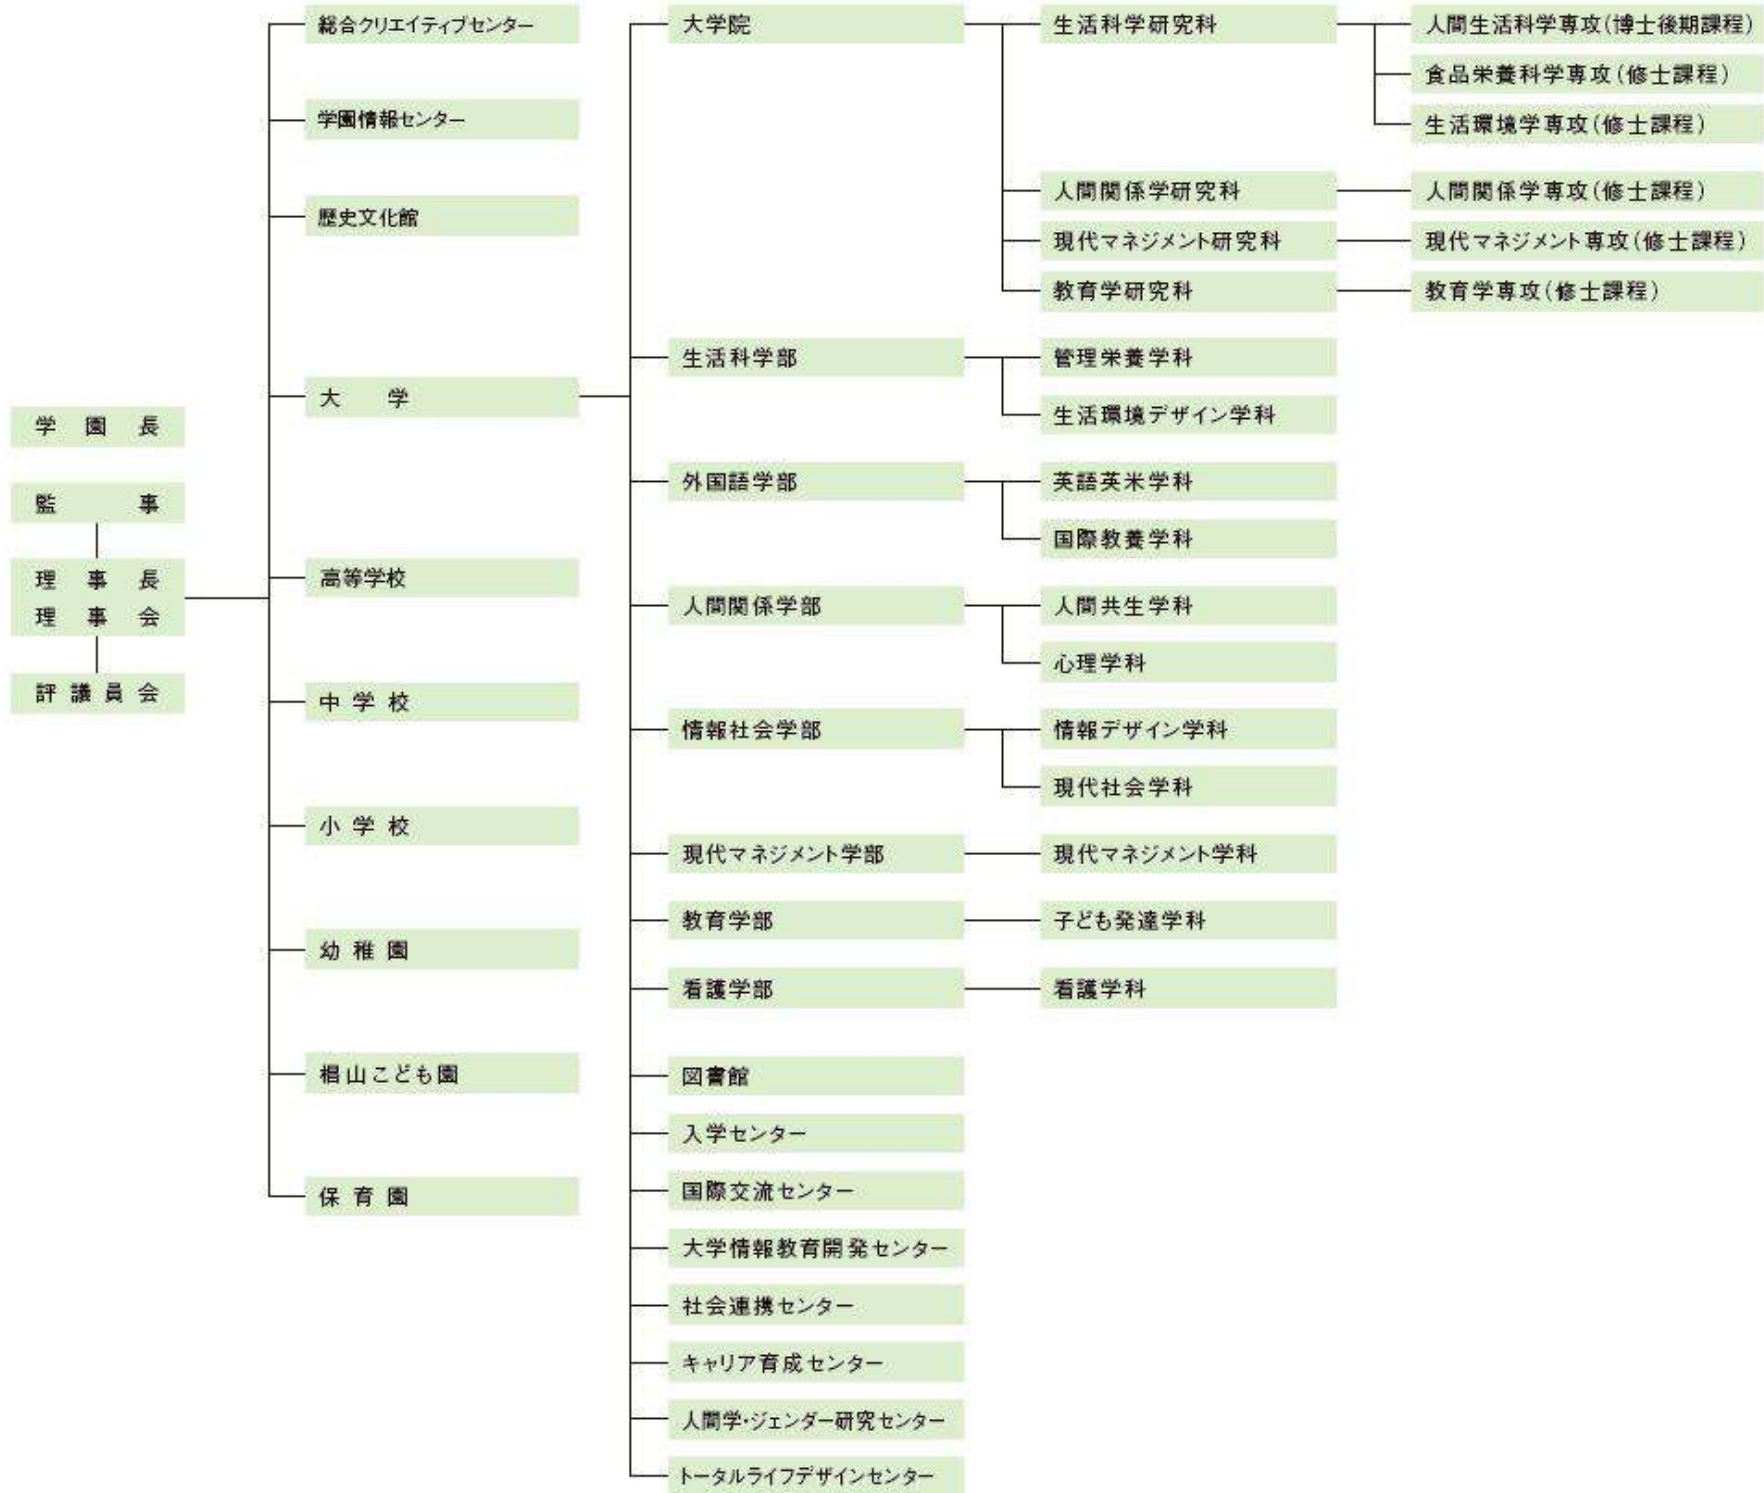 学園長
監事
理事長
理事会
評議員会
総合クリエイティブセンター
学園情報センター
歴史文化館
大学
高等学校
中学校
小学校
幼稚園
椙山こども園
保育園
大学院
生活科学研究科
人間生活科学専攻(博士後期課程)
食品栄養科学専攻(修士課程)
生活環境学専攻(修士課程)
人間関係学研究科
人間関係学専攻(修士課程)
現代マネジメント研究科
現代マネジメント専攻(修士課程)
教育学研究科
教育学専攻(修士課程)
生活科学部
管理栄養学科
生活環境デザイン学科
外国語学部
英語英米学科
国際教養学科
人間関係学部
人間共生学科
心理学科
情報社会学部
情報デザイン学科
現代社会学科
現代マネジメント学部
現代マネジメント学科
教育学部
子ども発達学科
看護学部
看護学科
図書館
入学センター
国際交流センター
大学情報教育開発センター
社会連携センター
キャリア育成センター
人間学・ジェンダー研究センター
トータルライフデザインセンター